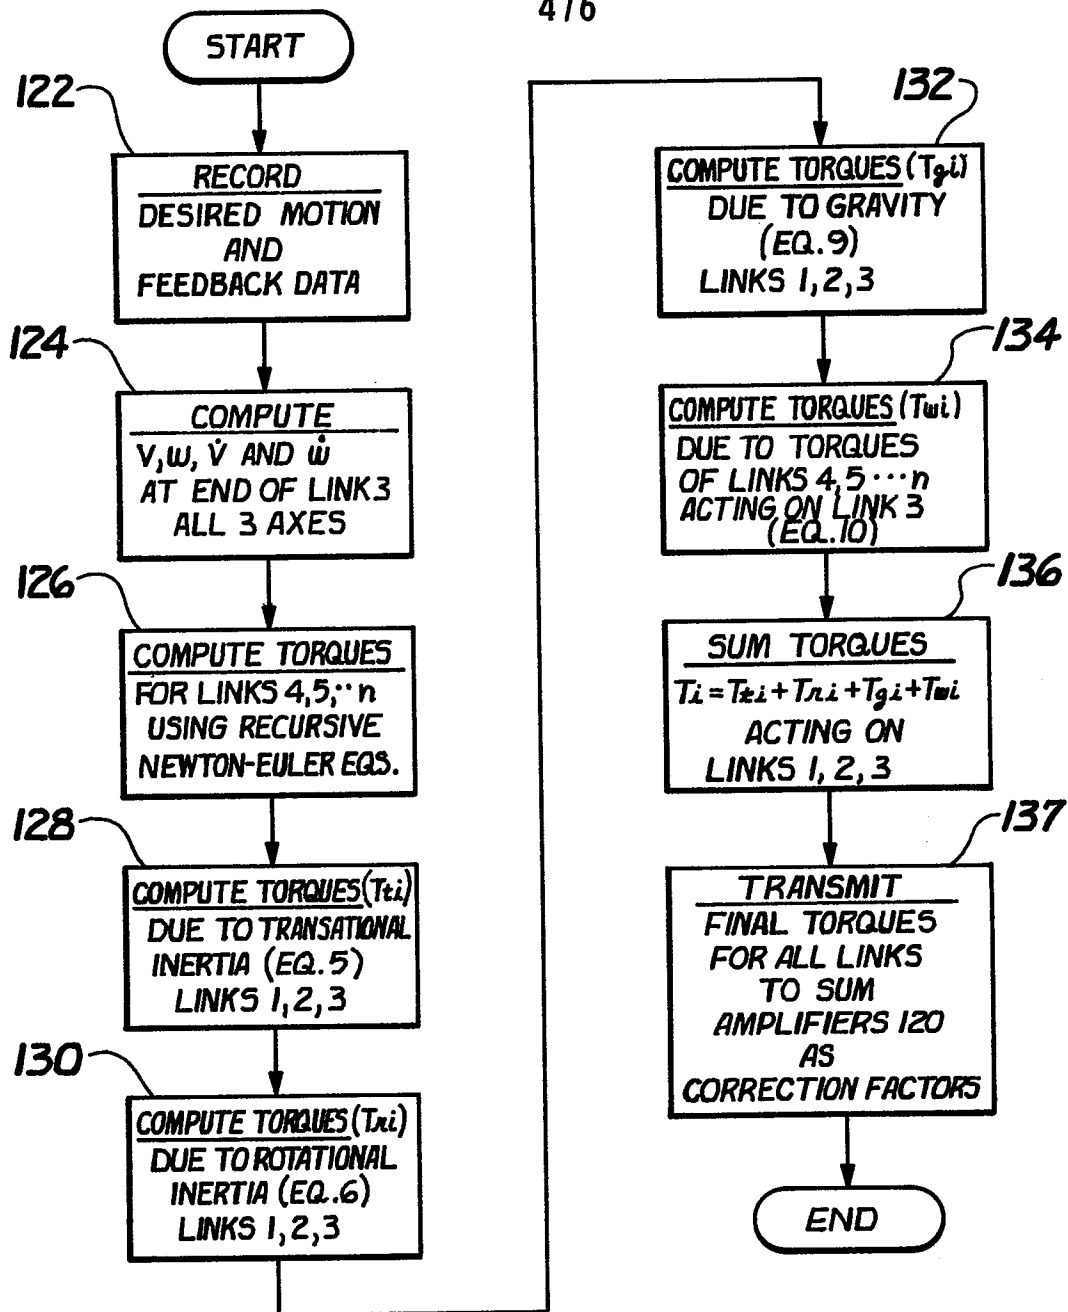 4/6
START
122
RECORD
DESIRED MOTION
AND
FEEDBACK DATA
124
COMPUTE
V, ω, V̇ AND ω̇
AT END OF LINK 3
ALL 3 AXES
126
COMPUTE TORQUES
FOR LINKS 4,5,··n
USING RECURSIVE
NEWTON-EULER EQS.
128
COMPUTE TORQUES (Tti)
DUE TO TRANSATIONAL
INERTIA (EQ.5)
LINKS 1,2,3
130
COMPUTE TORQUES (Tri)
DUE TO ROTATIONAL
INERTIA (EQ.6)
LINKS 1,2,3
132
COMPUTE TORQUES (Tgi)
DUE TO GRAVITY
(EQ.9)
LINKS 1,2,3
134
COMPUTE TORQUES (Twi)
DUE TO TORQUES
OF LINKS 4,5···n
ACTING ON LINK 3
(EQ.10)
136
SUM TORQUES
Ti = Tti + Tri + Tgi + Twi
ACTING ON
LINKS 1, 2, 3
137
TRANSMIT
FINAL TORQUES
FOR ALL LINKS
TO SUM
AMPLIFIERS 120
AS
CORRECTION FACTORS
END